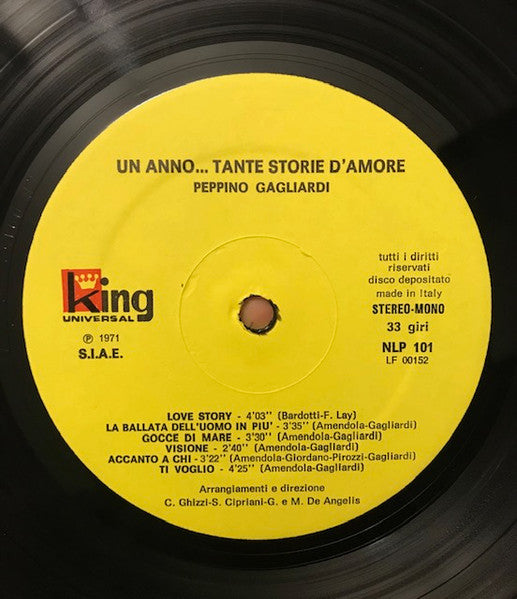 UN ANNO... TANTE STORIE D'AMORE
PEPPINO GAGLIARDI
king
UNIVERSAL
℗ 1971
S.I.A.E.
tutti i diritti
riservati
disco depositato
made in Italy
STEREO-MONO
33 giri
NLP 101
LF 00152
LOVE STORY - 4'03" (Bardotti-F. Lay)
LA BALLATA DELL'UOMO IN PIU' - 3'35" (Amendola-Gagliardi)
GOCCE DI MARE - 3'30" (Amendola-Gagliardi)
VISIONE - 2'40" (Amendola-Gagliardi)
ACCANTO A CHI - 3'22" (Amendola-Giordano-Pirozzi-Gagliardi)
TI VOGLIO - 4'25" (Amendola-Gagliardi)
Arrangiamenti e direzione
C. Ghizzi-S. Cipriani-G. e M. De Angelis